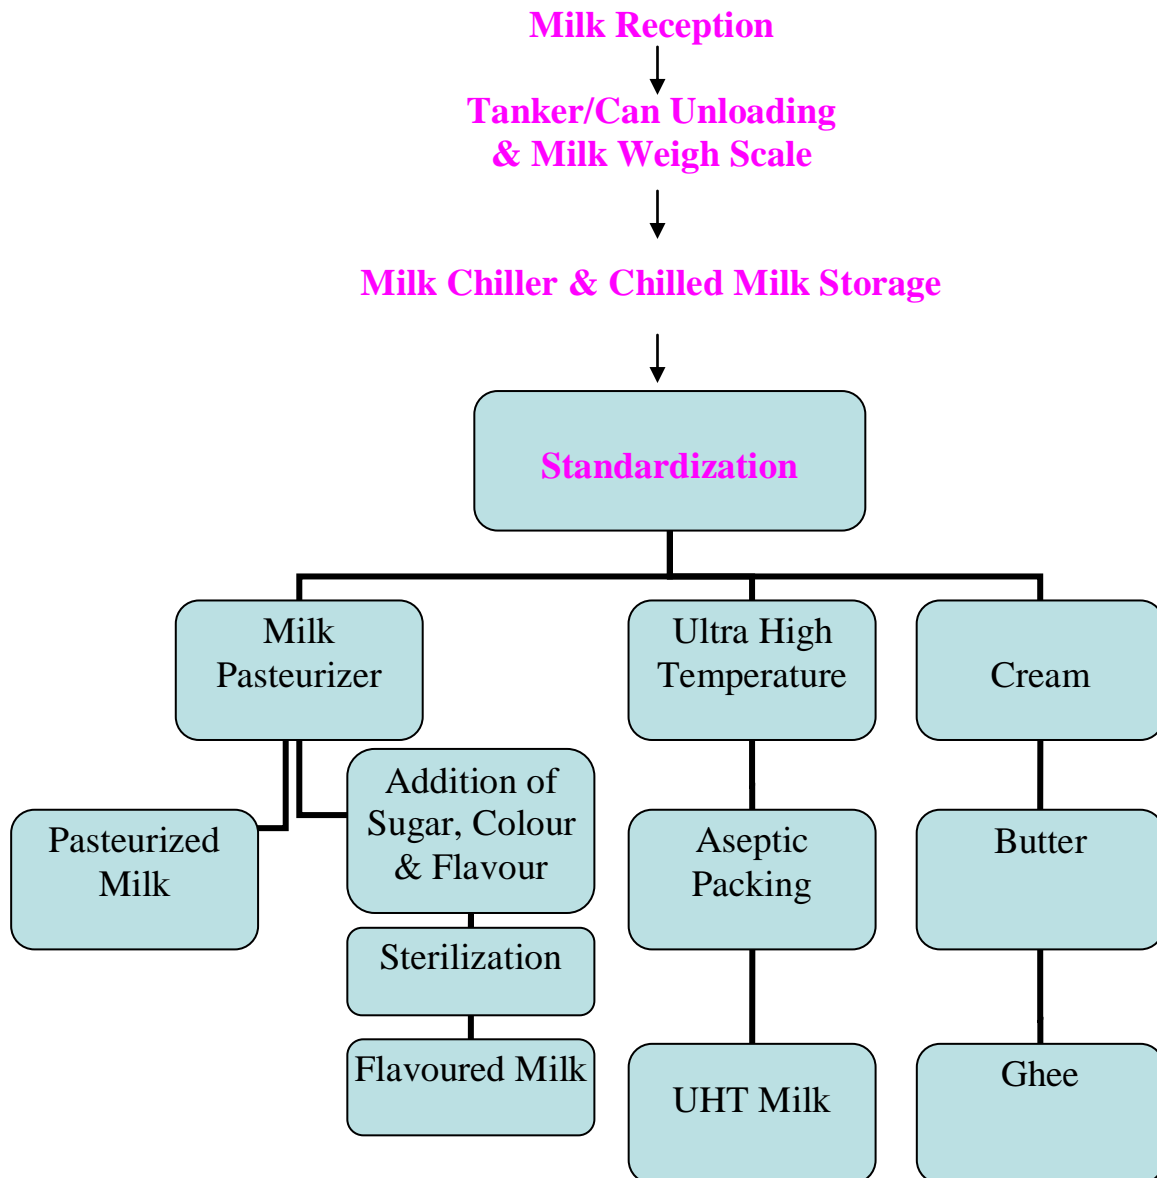 Milk Reception
Tanker/Can Unloading
& Milk Weigh Scale
Milk Chiller & Chilled Milk Storage
Standardization
Milk
Pasteurizer
Ultra High
Temperature
Cream
Pasteurized
Milk
Addition of
Sugar, Colour
& Flavour
Aseptic
Packing
Butter
Sterilization
Flavoured Milk
UHT Milk
Ghee